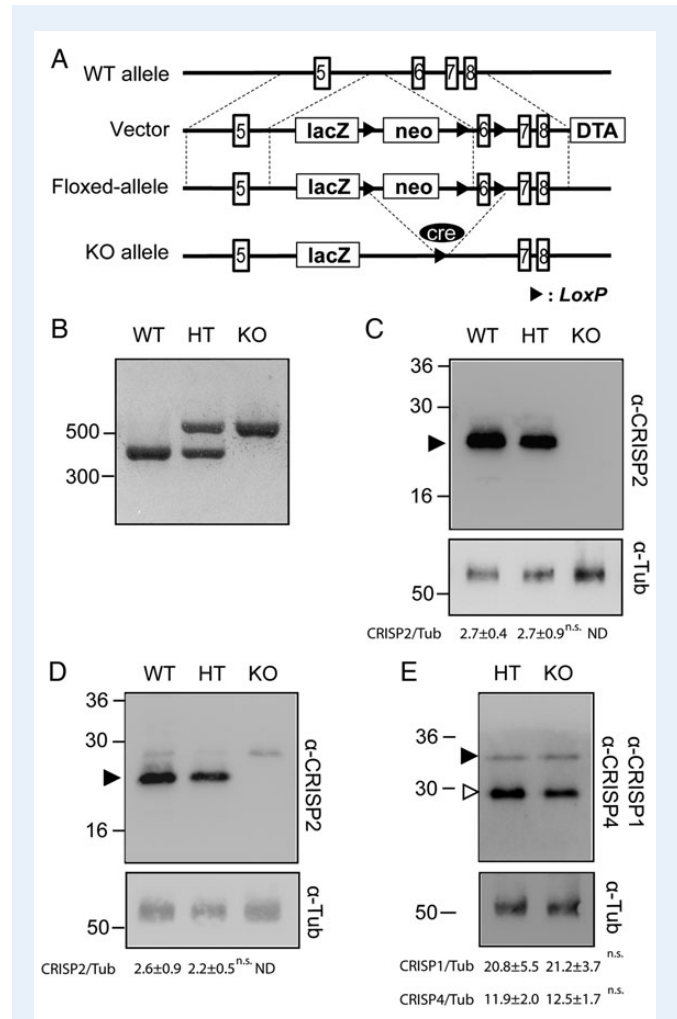 A
WT allele 5 6 7 8
Vector 5 lacZ neo 6 7 8 DTA
Floxed-allele 5 lacZ neo 6 7 8
cre
KO allele 5 lacZ 7 8
: LoxP
B
WT HT KO
500
300
C
WT HT KO
36
30
16
α-CRISP2
50
α-Tub
CRISP2/Tub 2.7±0.4 2.7±0.9 n.s. ND
D
WT HT KO
36
30
16
α-CRISP2
50
α-Tub
CRISP2/Tub 2.6±0.9 2.2±0.5 n.s. ND
E
HT KO
36
30
α-CRISP1
α-CRISP4
50
α-Tub
CRISP1/Tub 20.8±5.5 21.2±3.7 n.s.
CRISP4/Tub 11.9±2.0 12.5±1.7 n.s.